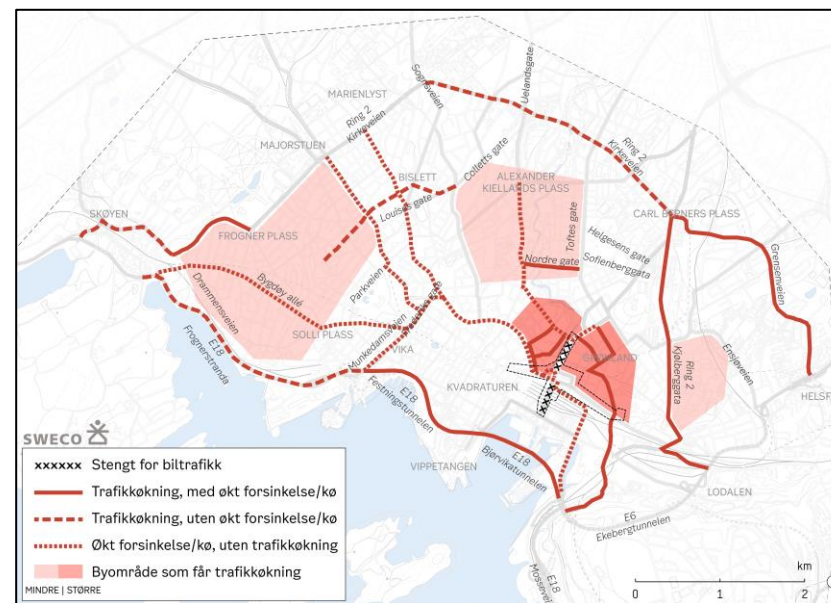 Sognsveien
Uelandsgate
MARIENLYST
Ring 2
Kirkeveien
MAJORSTUEN
BISLETT
Colletts gate
ALEXANDER
KIELLANDS PLASS
Ring 2
Kirkeveien
Louises gate
SKØYEN
FROGNER PLASS
CARL BERNERS PLASS
Toftes gate
Helgesens gate
Sofienberggata
Nordre gate
Grenseveien
Parkveien
Drammensveien
Bygdøy allé
SOLLI PLASS
Munkedamsveien
VIKA
GRØNLAND
Ring 2
Kjølberggata
Ensjøveien
E18
Frognerstranda
KVADRATUREN
HELSF
E18
Festningstunnelen
VIPPETANGEN
E18
Bjørvikatunnelen
LODALEN
E6
Ekebergtunnelen
E18
Mosseveien
SWECO
xxxxxx Stengt for biltrafikk
Trafikkøkning, med økt forsinkelse/kø
Trafikkøkning, uten økt forsinkelse/kø
Økt forsinkelse/kø, uten trafikkøkning
Byområde som får trafikkøkning
MINDRE | STØRRE
km
0 1 2